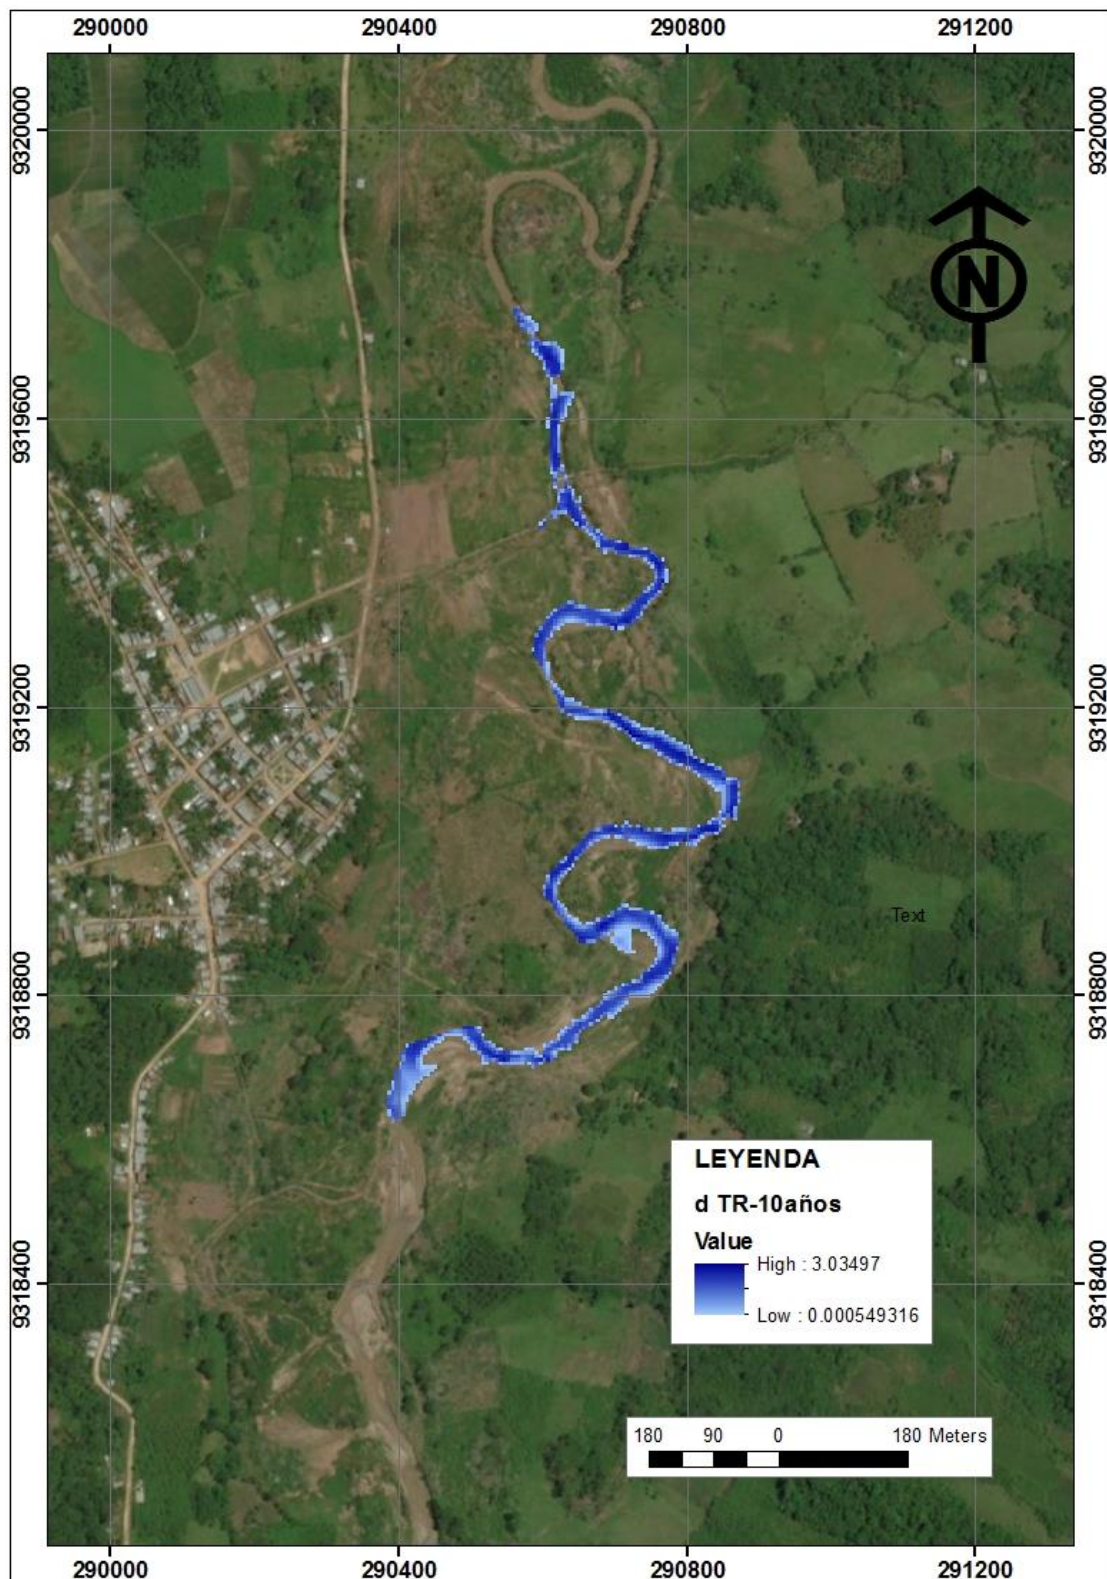 290000 290400 290800 291200
9320000 9320000
N
9319600 9319600
9319200 9319200
Text
9318800 9318800
LEYENDA
d TR-10años
Value
High : 3.03497
Low : 0.000549316
9318400 9318400
180 90 0 180 Meters
290000 290400 290800 291200